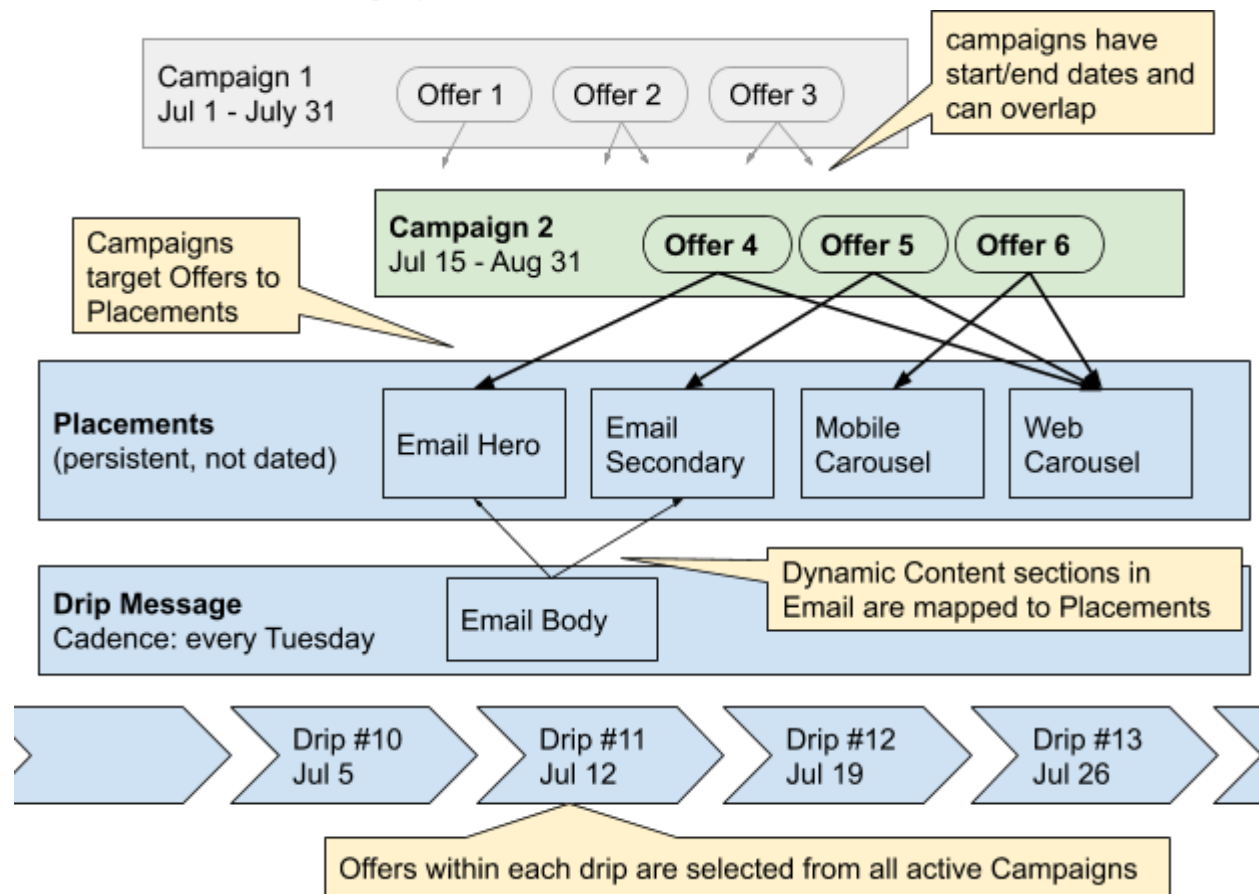 campaigns have
start/end dates and
can overlap
Campaign 1
Jul 1 - July 31
Offer 1
Offer 2
Offer 3
Campaigns
target Offers to
Placements
Campaign 2
Jul 15 - Aug 31
Offer 4
Offer 5
Offer 6
Placements
(persistent, not dated)
Email Hero
Email
Secondary
Mobile
Carousel
Web
Carousel
Drip Message
Cadence: every Tuesday
Email Body
Dynamic Content sections in
Email are mapped to Placements
Drip #10
Jul 5
Drip #11
Jul 12
Drip #12
Jul 19
Drip #13
Jul 26
Offers within each drip are selected from all active Campaigns